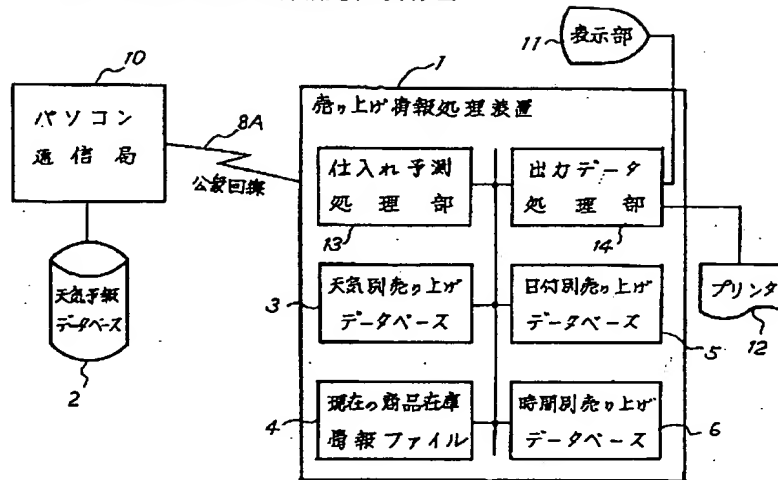 10
パソコン
通信局
8A
公衆回線
天気予報
データベース
2
1
売り上げ情報処理装置
仕入れ予測
処理部
13
出力データ
処理部
14
表示部
11
プリンタ
12
3
天気別売り上げ
データベース
日付別売り上げ
データベース
5
4
現在の商品在庫
情報ファイル
時間別売り上げ
データベース
6